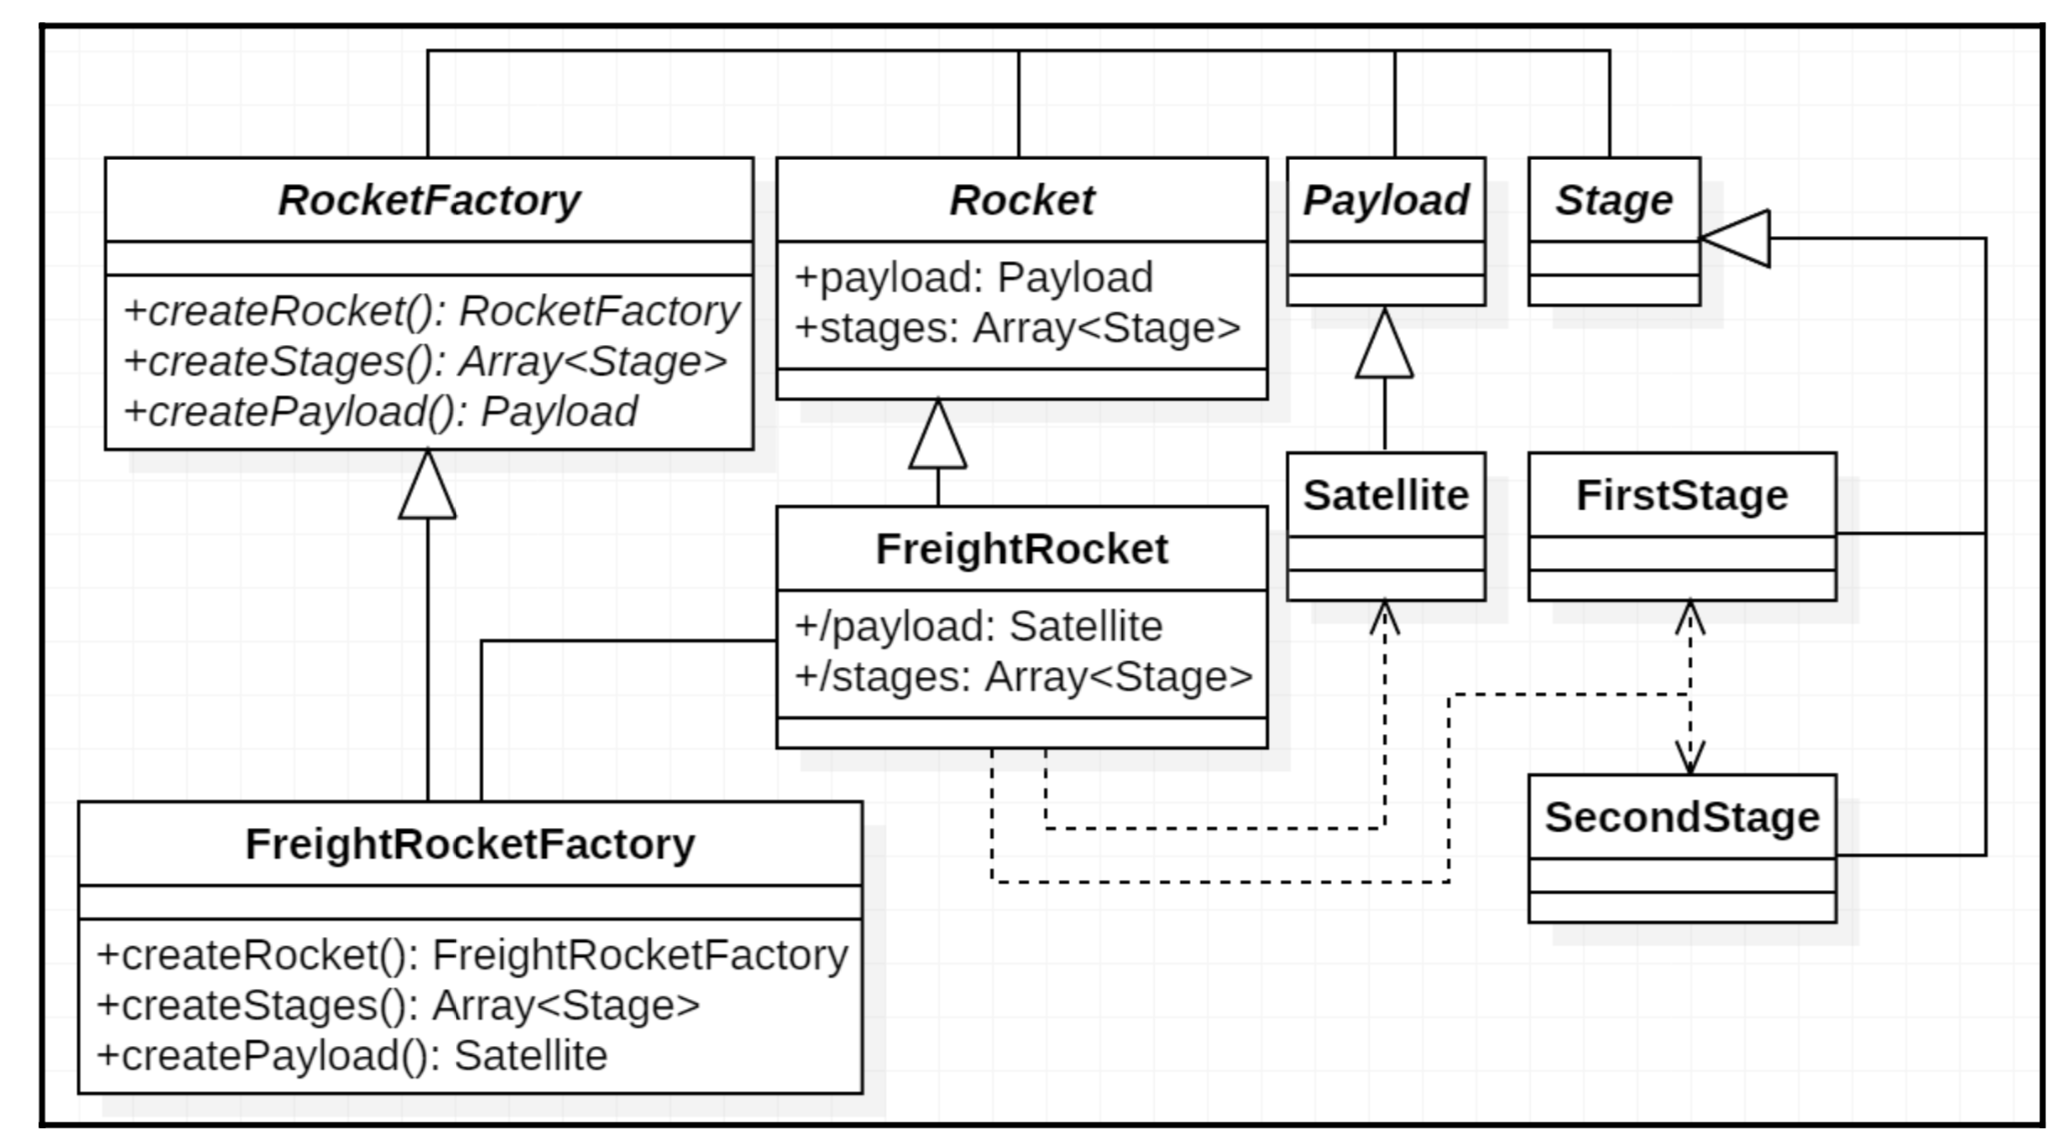 RocketFactory
+createRocket(): RocketFactory
+createStages(): Array<Stage>
+createPayload(): Payload
Rocket
+payload: Payload
+stages: Array<Stage>
Payload
Stage
FreightRocket
+/payload: Satellite
+/stages: Array<Stage>
Satellite
FirstStage
SecondStage
FreightRocketFactory
+createRocket(): FreightRocketFactory
+createStages(): Array<Stage>
+createPayload(): Satellite